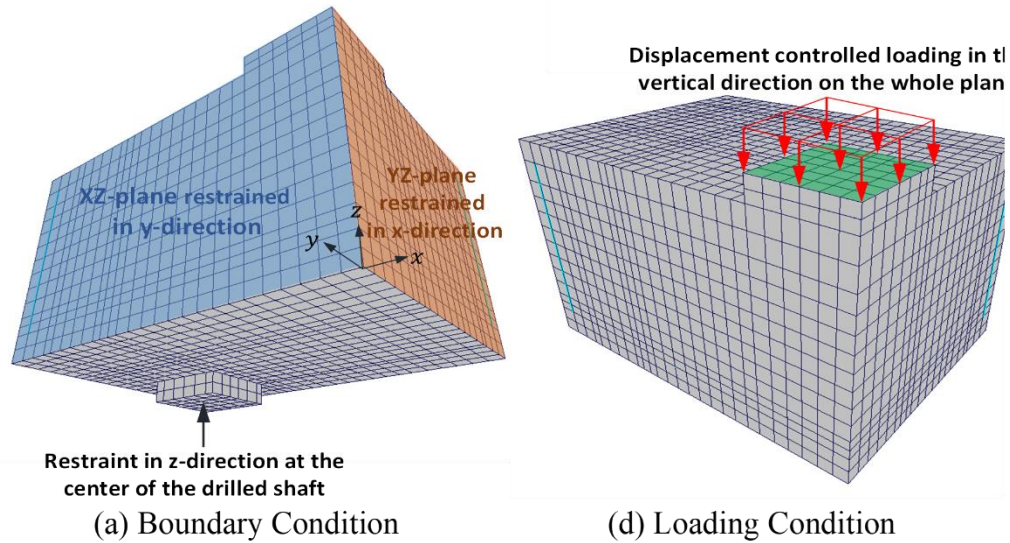 XZ-plane restrained
in y-direction
YZ-plane
restrained
in x-direction
z
y
x
Restraint in z-direction at the
center of the drilled shaft
(a) Boundary Condition
Displacement controlled loading in t
vertical direction on the whole plan
(d) Loading Condition